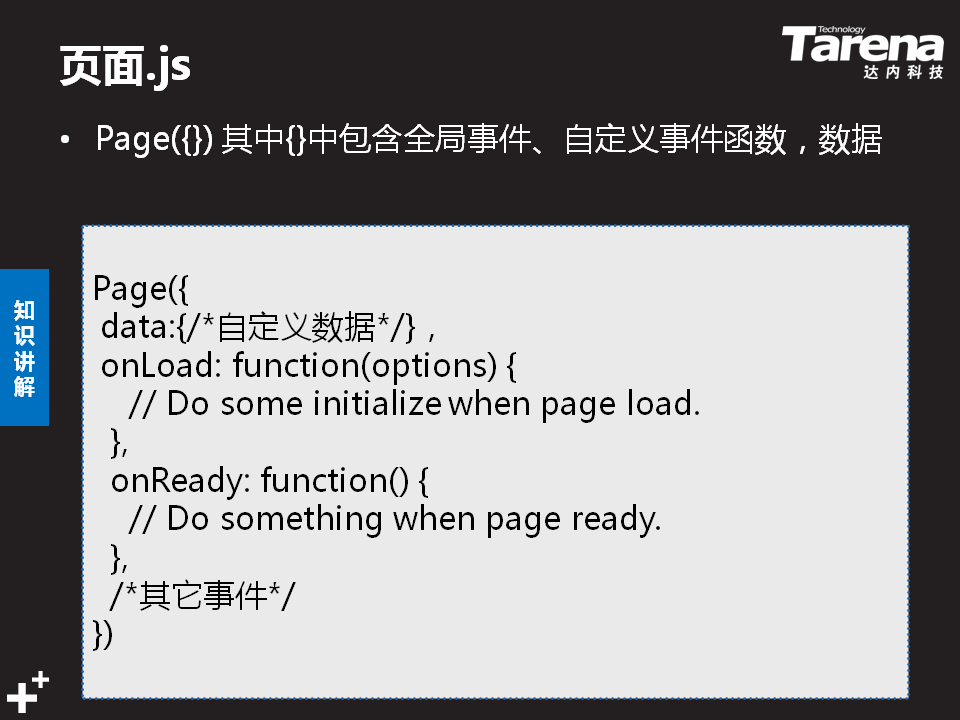 页面.js
Technology
Tarena
达内科技
• Page({}) 其中{}中包含全局事件、自定义事件函数，数据
知识讲解
Page({
data:{/*自定义数据*/}，
onLoad: function(options) {
// Do some initialize when page load.
},
onReady: function() {
// Do something when page ready.
},
/*其它事件*/
})